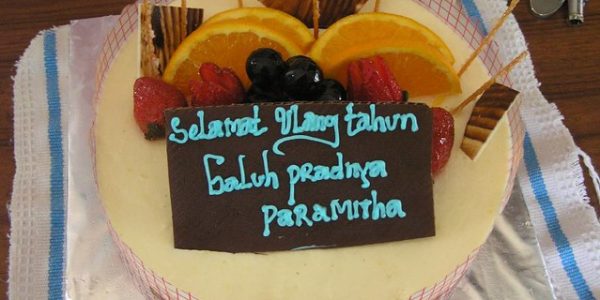 Selamat Ulang tahun
Galuh pradnya
PARAMITHA